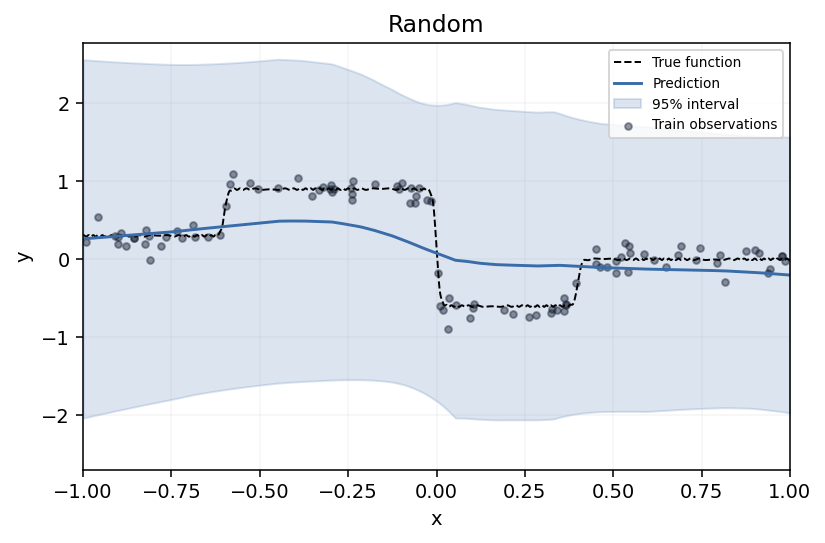 Random
True function
Prediction
95% interval
Train observations
y
2
1
0
−1
−2
−1.00 −0.75 −0.50 −0.25 0.00 0.25 0.50 0.75 1.00
x